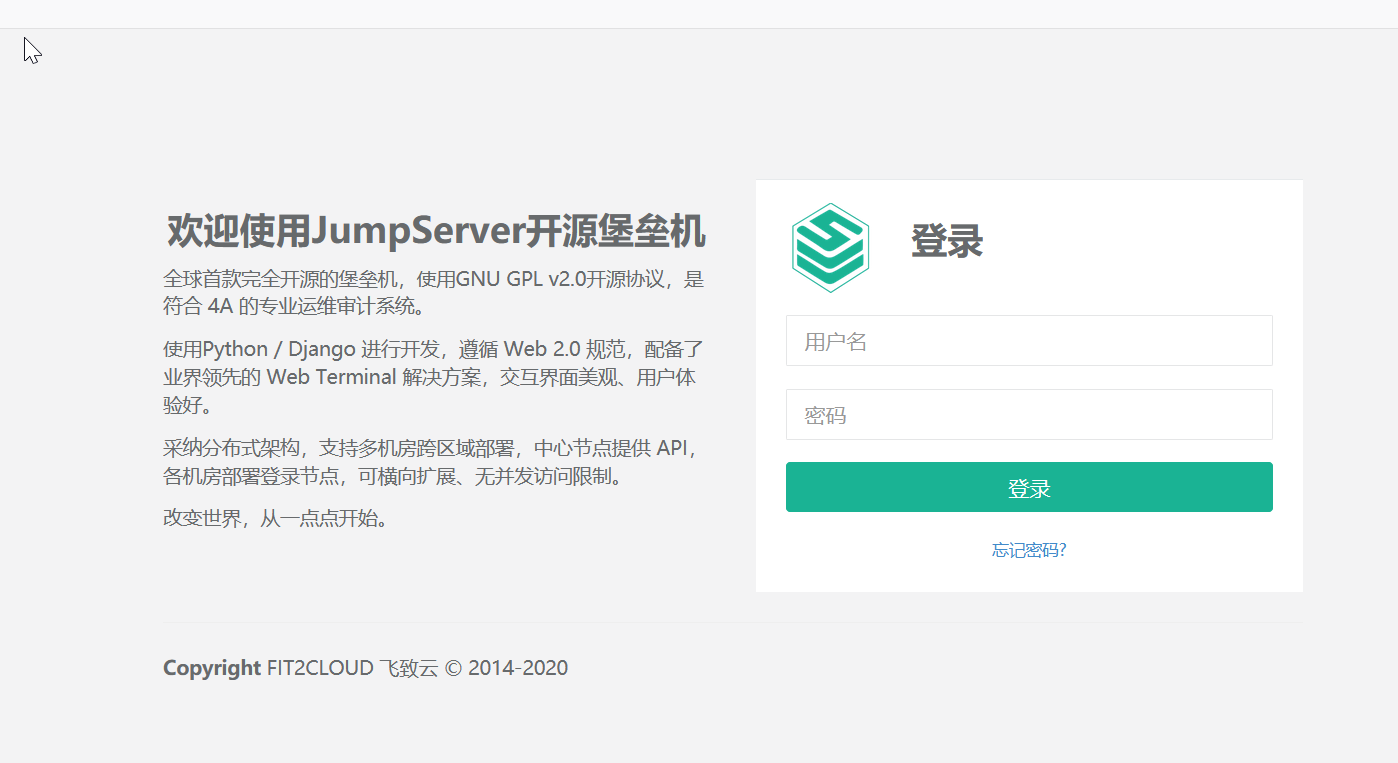 欢迎使用JumpServer开源堡垒机
全球首款完全开源的堡垒机，使用GNU GPL v2.0开源协议，是
符合 4A 的专业运维审计系统。
使用Python / Django 进行开发，遵循 Web 2.0 规范，配备了
业界领先的 Web Terminal 解决方案，交互界面美观、用户体
验好。
采纳分布式架构，支持多机房跨区域部署，中心节点提供 API，
各机房部署登录节点，可横向扩展、无并发访问限制。
改变世界，从一点点开始。
登录
用户名
密码
登录
忘记密码?
Copyright FIT2CLOUD 飞致云 © 2014-2020